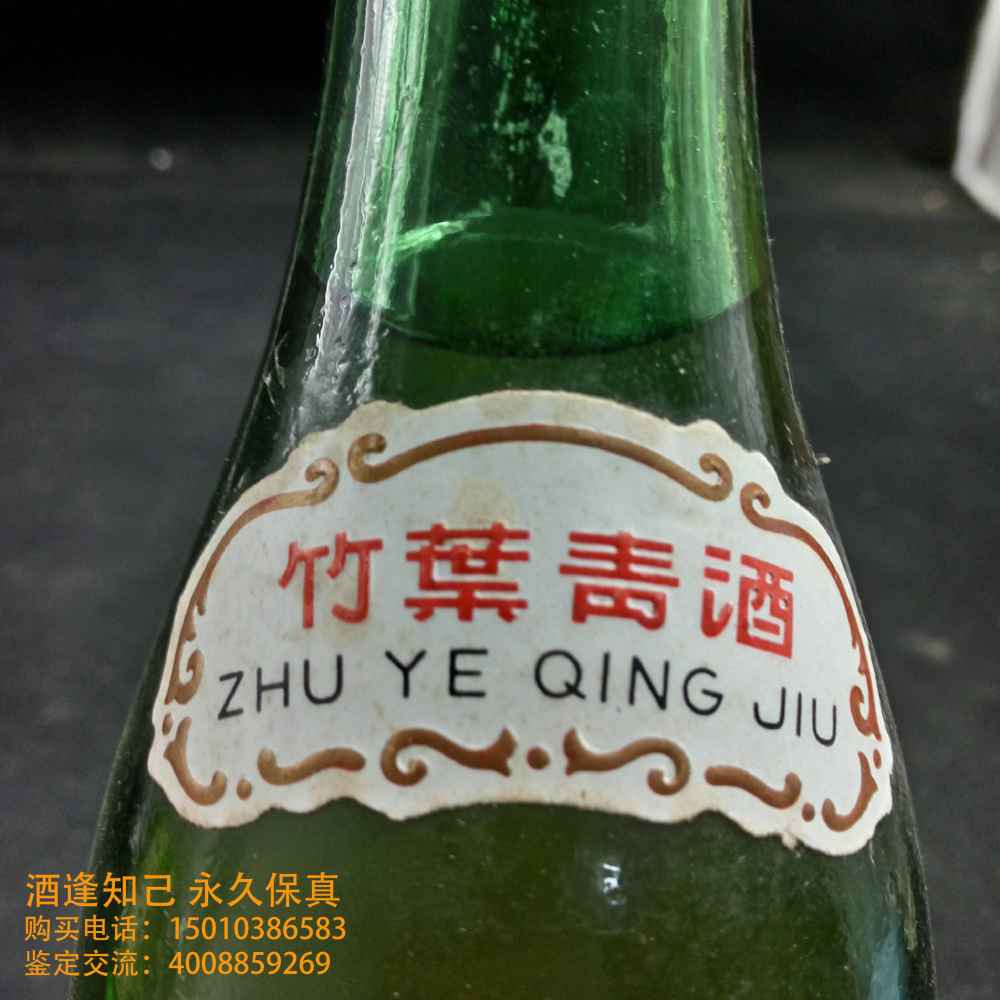 竹葉青酒
ZHU YE QING JIU
酒逢知己 永久保真
购买电话：15010386583
鉴定交流：4008859269